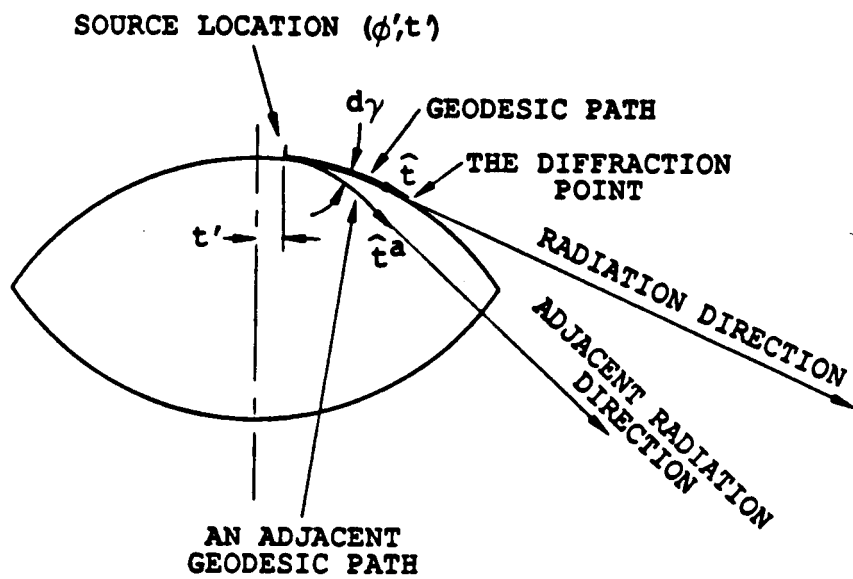 SOURCE LOCATION (ϕ′,t′)
dγ
GEODESIC PATH
t̂
THE DIFFRACTION
POINT
t′
t̂ᵃ
RADIATION DIRECTION
ADJACENT RADIATION
DIRECTION
AN ADJACENT
GEODESIC PATH